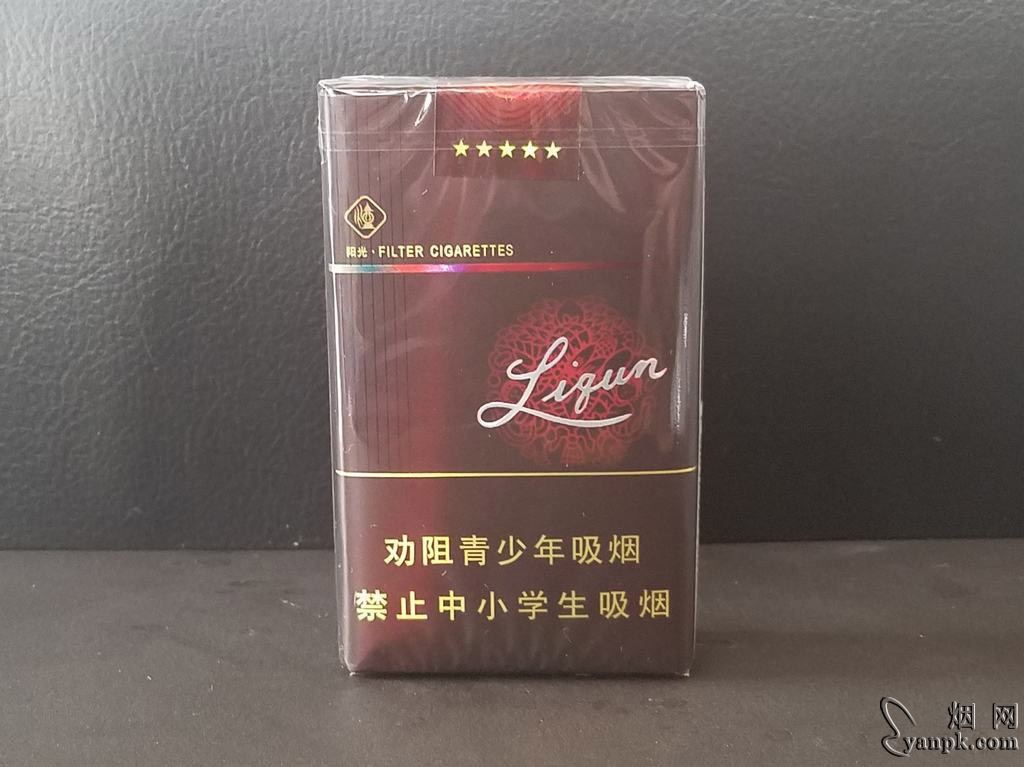 ★★★★★
阳光·FILTER CIGARETTES
Liqun
劝阻青少年吸烟
禁止中小学生吸烟
烟网
yanpk.com